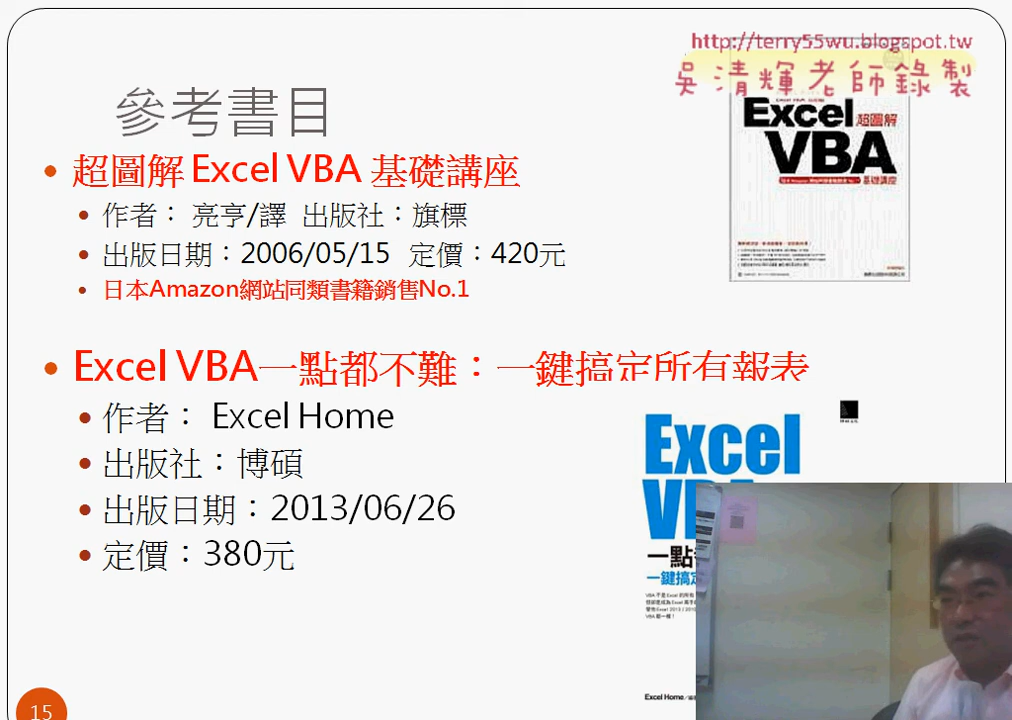 http://terry55wu.blogspot.tw
吳清輝老師錄製
參考書目
超圖解 Excel VBA 基礎講座
作者： 亮亨/譯 出版社：旗標
出版日期：2006/05/15 定價：420元
日本Amazon網站同類書籍銷售No.1
Excel 超圖解
VBA
基礎講座
Excel VBA一點都不難：一鍵搞定所有報表
作者： Excel Home
出版社：博碩
出版日期：2013/06/26
定價：380元
Excel
一點
一鍵搞定
Excel Home
15